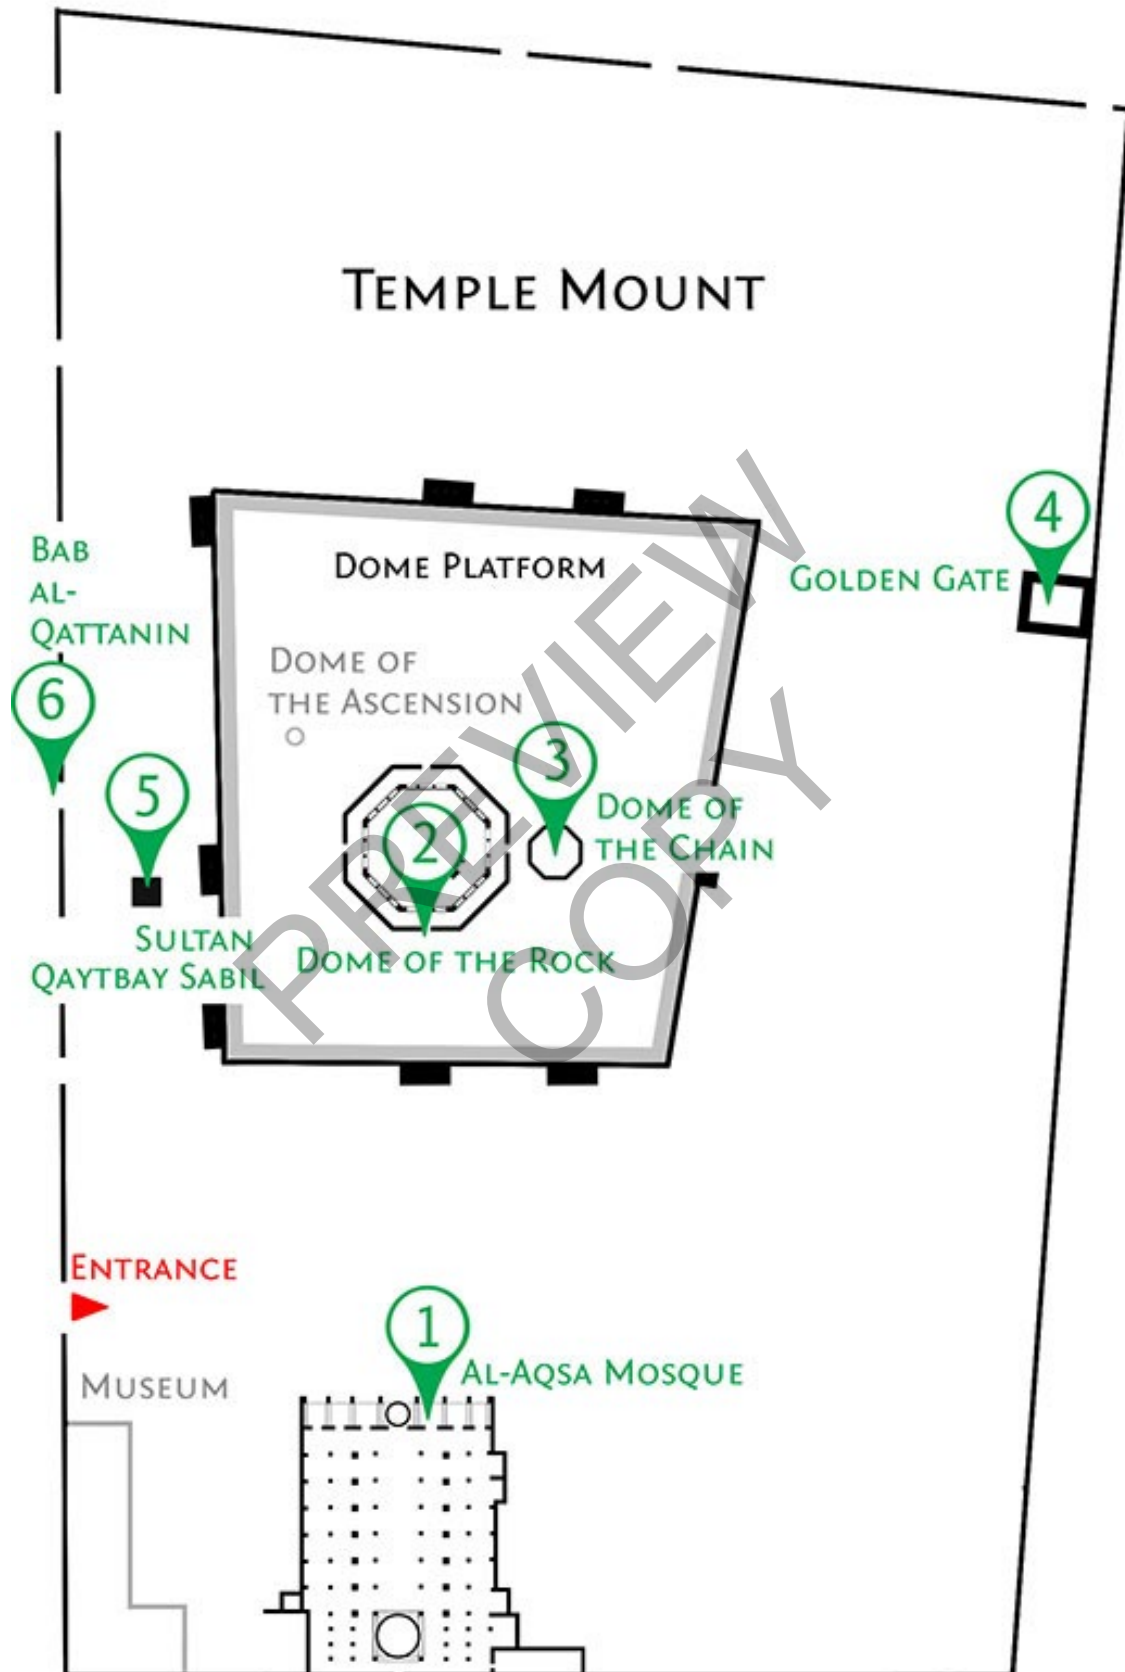 TEMPLE MOUNT
4
GOLDEN GATE
BAB
AL-
QATTANIN
DOME PLATFORM
DOME OF
THE ASCENSION
6
5
3
DOME OF
THE CHAIN
2
SULTAN
QAYTBAY SABIL
DOME OF THE ROCK
PREVIEW
COPY
ENTRANCE
1
AL-AQSA MOSQUE
MUSEUM